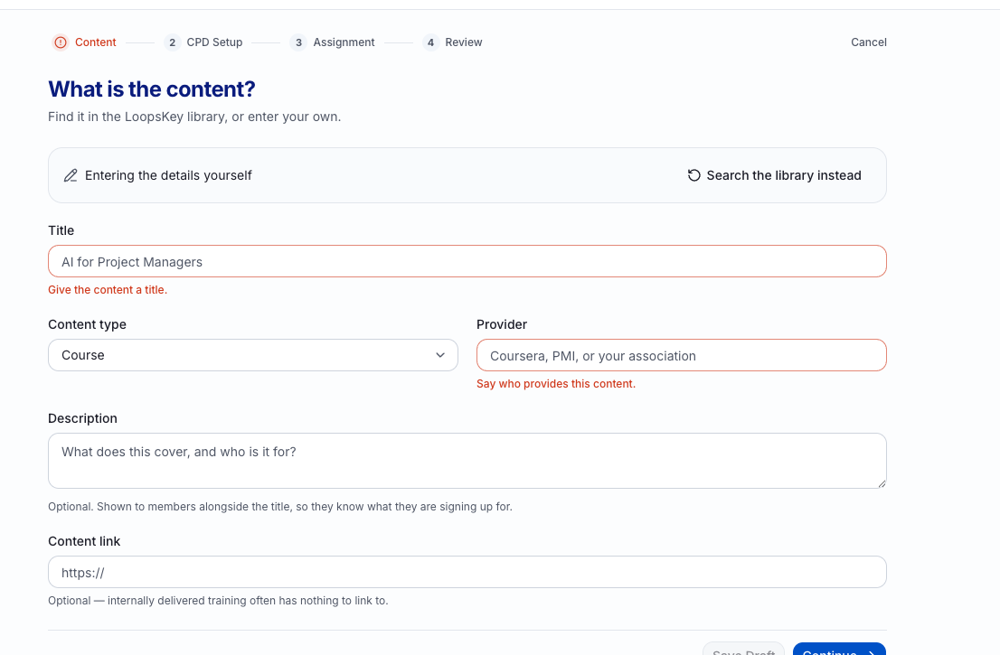 Content
2 CPD Setup
3 Assignment
4 Review
Cancel
What is the content?
Find it in the LoopsKey library, or enter your own.
Entering the details yourself
Search the library instead
Title
AI for Project Managers
Give the content a title.
Content type
Provider
Course
Coursera, PMI, or your association
Say who provides this content.
Description
What does this cover, and who is it for?
Optional. Shown to members alongside the title, so they know what they are signing up for.
Content link
https://
Optional — internally delivered training often has nothing to link to.
Save Draft
Continue